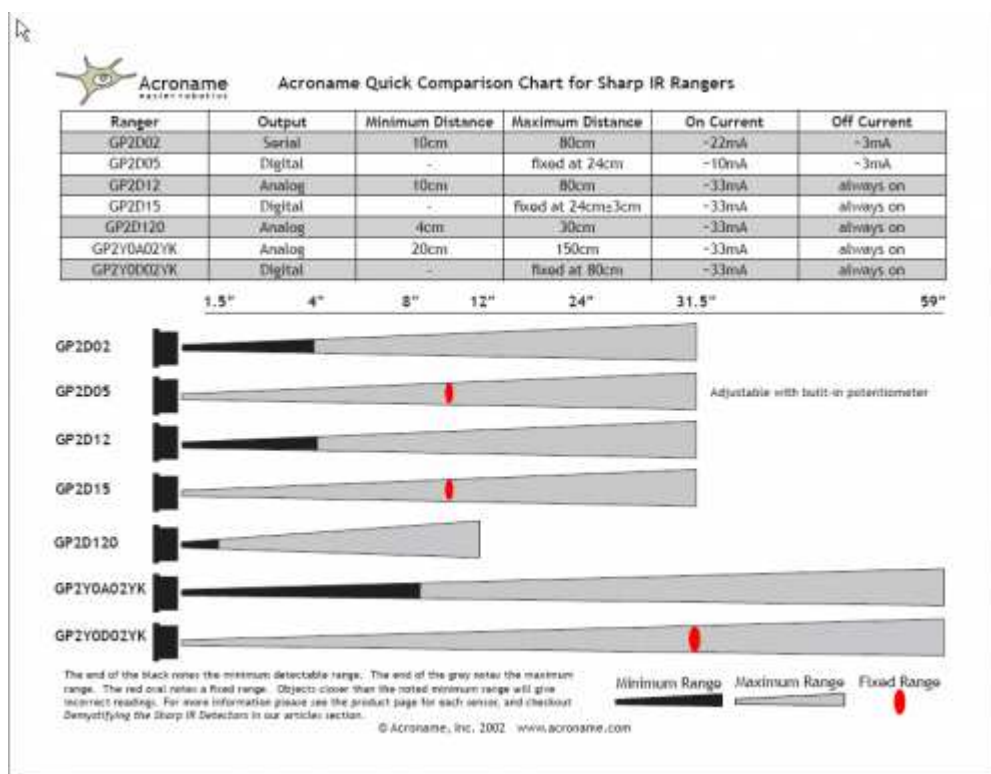 Acroname
easier robotics
Acroname Quick Comparison Chart for Sharp IR Rangers
Ranger Output Minimum Distance Maximum Distance On Current Off Current
GP2D02 Serial 10cm 80cm ~22mA ~3mA
GP2D05 Digital - fixed at 24cm ~10mA ~3mA
GP2D12 Analog 10cm 80cm ~33mA always on
GP2D15 Digital - fixed at 24cm±3cm ~33mA always on
GP2D120 Analog 4cm 30cm ~33mA always on
GP2Y0A02YK Analog 20cm 150cm ~33mA always on
GP2Y0D02YK Digital - fixed at 80cm ~33mA always on
1.5" 4" 8" 12" 24" 31.5" 59"
GP2D02
GP2D05 Adjustable with built-in potentiometer
GP2D12
GP2D15
GP2D120
GP2Y0A02YK
GP2Y0D02YK
The end of the black notes the minimum detectable range. The end of the grey notes the maximum
range. The red oval notes a fixed range. Objects closer than the noted minimum range will give
incorrect readings. For more information please see the product page for each sensor, and checkout
Demystifying the Sharp IR Detectors in our articles section.
Minimum Range Maximum Range Fixed Range
© Acroname, Inc. 2002 www.acroname.com